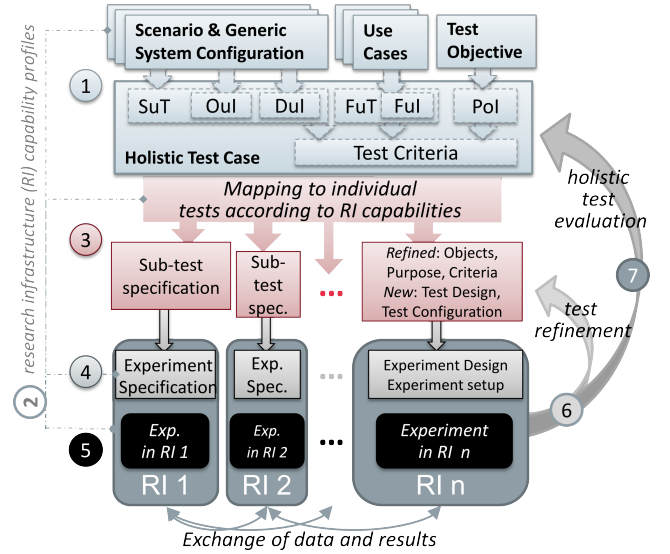 Scenario & Generic
System Configuration
Use
Cases
Test
Objective
1
SuT
OuI
DuI
FuT
FuI
PoI
Holistic Test Case
Test Criteria
research infrastructure (RI) capability profiles
2
Mapping to individual
tests according to RI capabilities
holistic
test
evaluation
3
Sub-test
specification
Sub-
test
spec.
...
Refined: Objects,
Purpose, Criteria
New: Test Design,
Test Configuration
7
test
refinement
4
Experiment
Specification
Exp.
Spec.
...
Experiment Design
Experiment setup
6
5
Exp.
in RI 1
Exp.
in RI 2
...
Experiment
in RI n
RI 1
RI 2
RI n
Exchange of data and results